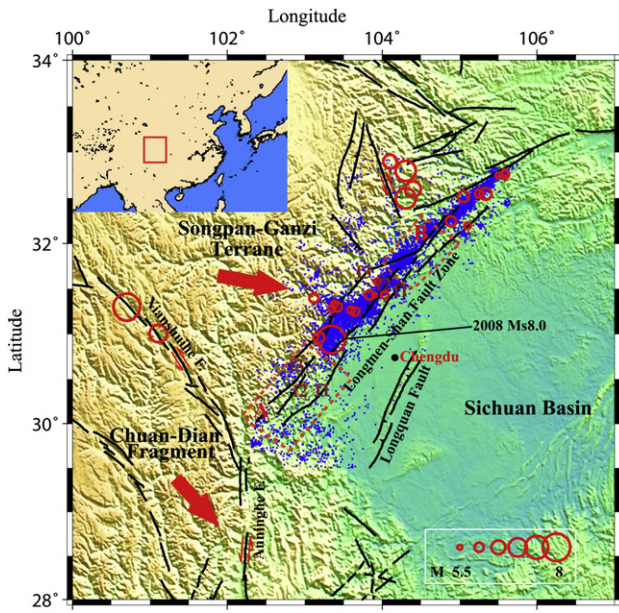 Longitude
100° 102° 104° 106°
34°
Songpan-Ganzi
Terrane
32°
Latitude
Xianshuihe F.
Longmen-shan Fault Zone
2008 Ms8.0
Chengdu
Longquan Fault
Sichuan Basin
30°
Chuan-Dian
Fragment
Anninghe F.
M 5.5 8
28°